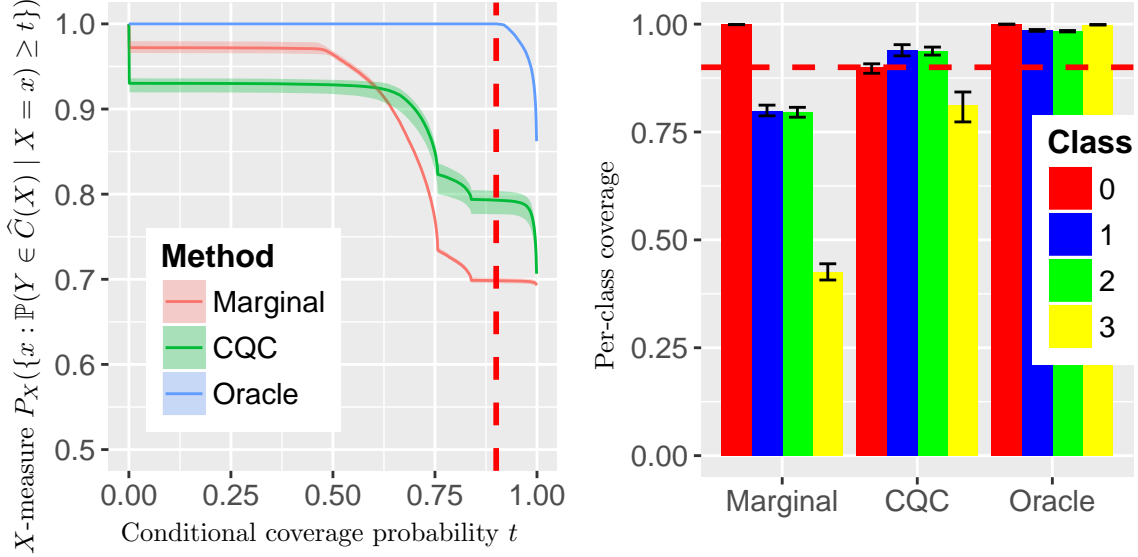 X-measure P_X({x : ℙ(Y ∈ Ĉ(X) | X = x) ≥ t})
1.0
0.9
0.8
0.7
0.6
0.5
Method
Marginal
CQC
Oracle
0.00 0.25 0.50 0.75 1.00
Conditional coverage probability t
Per-class coverage
1.00
0.75
0.50
0.25
0.00
Class
0
1
2
3
Marginal CQC Oracle